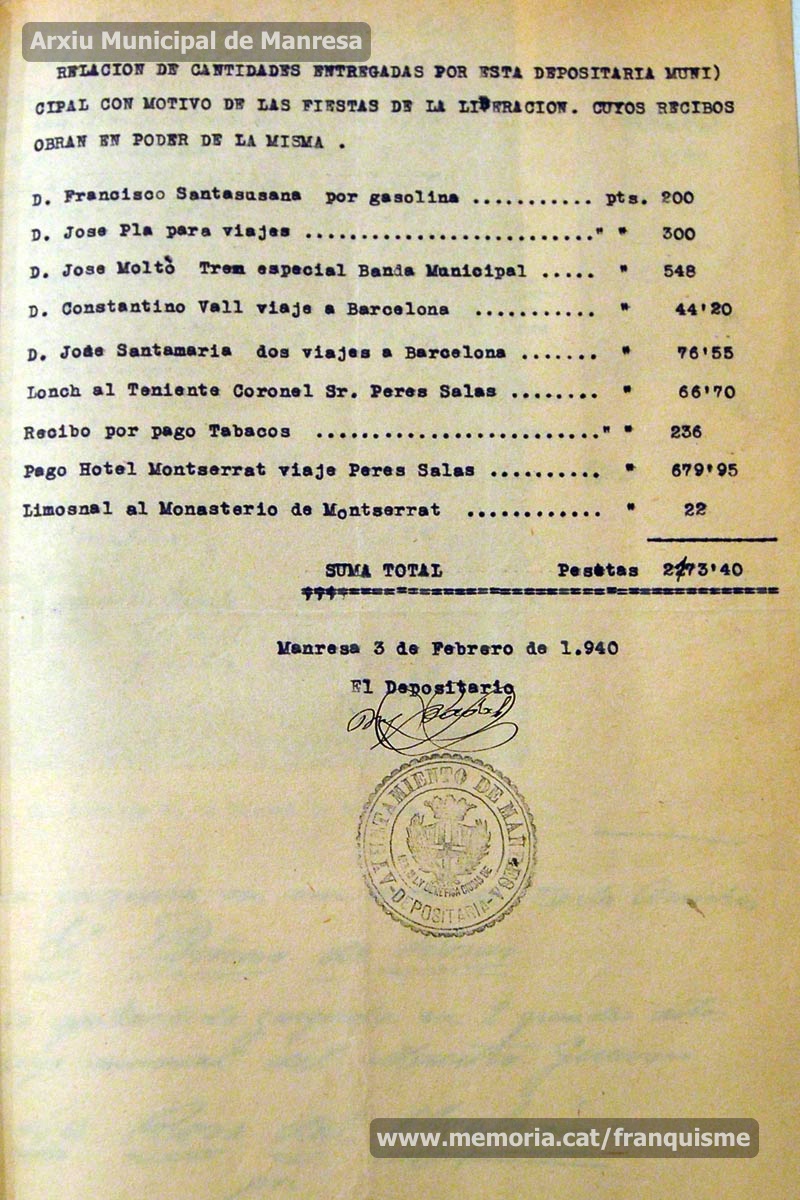 Arxiu Municipal de Manresa
RELACION DE CANTIDADES ENTREGADAS POR ESTA DEPOSITARIA MUNI)
CIPAL CON MOTIVO DE LAS FIESTAS DE LA LIBERACION. CUYOS RECIBOS
OBRAN EN PODER DE LA MISMA .
D. Francisco Santasusana por gasolina ........... pts. 200
D. Jose Pla para viajes ..........................." " 300
D. Jose Moltò Trem especial Banda Municipal ..... " 548
D. Constantino Vall viaje a Barcelona ........... " 44'20
D. Jose Santamaria dos viajes a Barcelona ....... " 76'55
Lonch al Teniente Coronel Sr. Peres Salas ........ " 66'70
Recibo por pago Tabacos .........................." " 236
Pago Hotel Montserrat viaje Peres Salas .......... " 679'95
Limosnal al Monasterio de Montserrat ............ " 22
SUMA TOTAL Pesetas 2173'40
Manresa 3 de Febrero de 1.940
El Depositario
AYUNTAMIENTO DE MANRESA
DEPOSITARIA
www.memoria.cat/franquisme